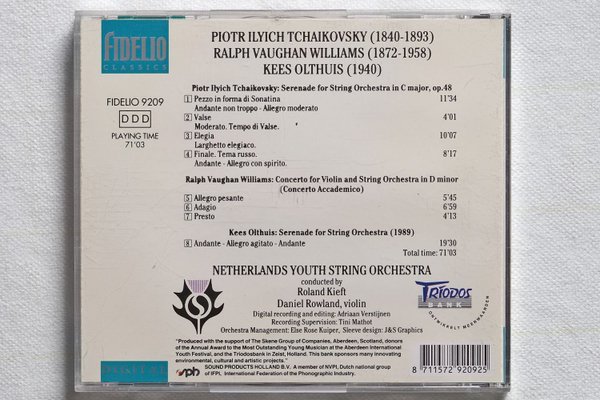 FIDELIO
CLASSICS
PIOTR ILYICH TCHAIKOVSKY (1840-1893)
RALPH VAUGHAN WILLIAMS (1872-1958)
KEES OLTHUIS (1940)
FIDELIO 9209
DDD
PLAYING TIME
71'03
Piotr Ilyich Tchaikovsky: Serenade for String Orchestra in C major, op.48
1 Pezzo in forma di Sonatina 11'34
Andante non troppo - Allegro moderato
2 Valse 4'01
Moderato. Tempo di Valse.
3 Elegia 10'07
Larghetto elegiaco.
4 Finale. Tema russo. 8'17
Andante - Allegro con spirito.
Ralph Vaughan Williams: Concerto for Violin and String Orchestra in D minor
(Concerto Accademico)
5 Allegro pesante 5'45
6 Adagio 6'59
7 Presto 4'13
Kees Olthuis: Serenade for String Orchestra (1989)
8 Andante - Allegro agitato - Andante 19'30
Total time: 71'03
NETHERLANDS YOUTH STRING ORCHESTRA
conducted by
Roland Kieft
Daniel Rowland, violin
Digital recording and editing: Adriaan Verstijnen
Recording Supervision: Tini Mathot
Orchestra Management: Else Rose Kuiper, Sleeve design: J&S Graphics
TRIODOS
BANK
ONTWIKKELT MEERWAARDEN
"Produced with the support of The Skene Group of Companies, Aberdeen, Scotland, donors
of the Annual Award to the Most Outstanding Young Musician at the Aberdeen International
Youth Festival, and the Triodosbank in Zeist, Holland. This bank sponsors many innovating
environmental, cultural and artistic projects."
DIGITAL
sph
SOUND PRODUCTS HOLLAND B.V. A member of NVPI, Dutch national group
of IFPI, International Federation of the Phonographic Industry.
8 711572 920925